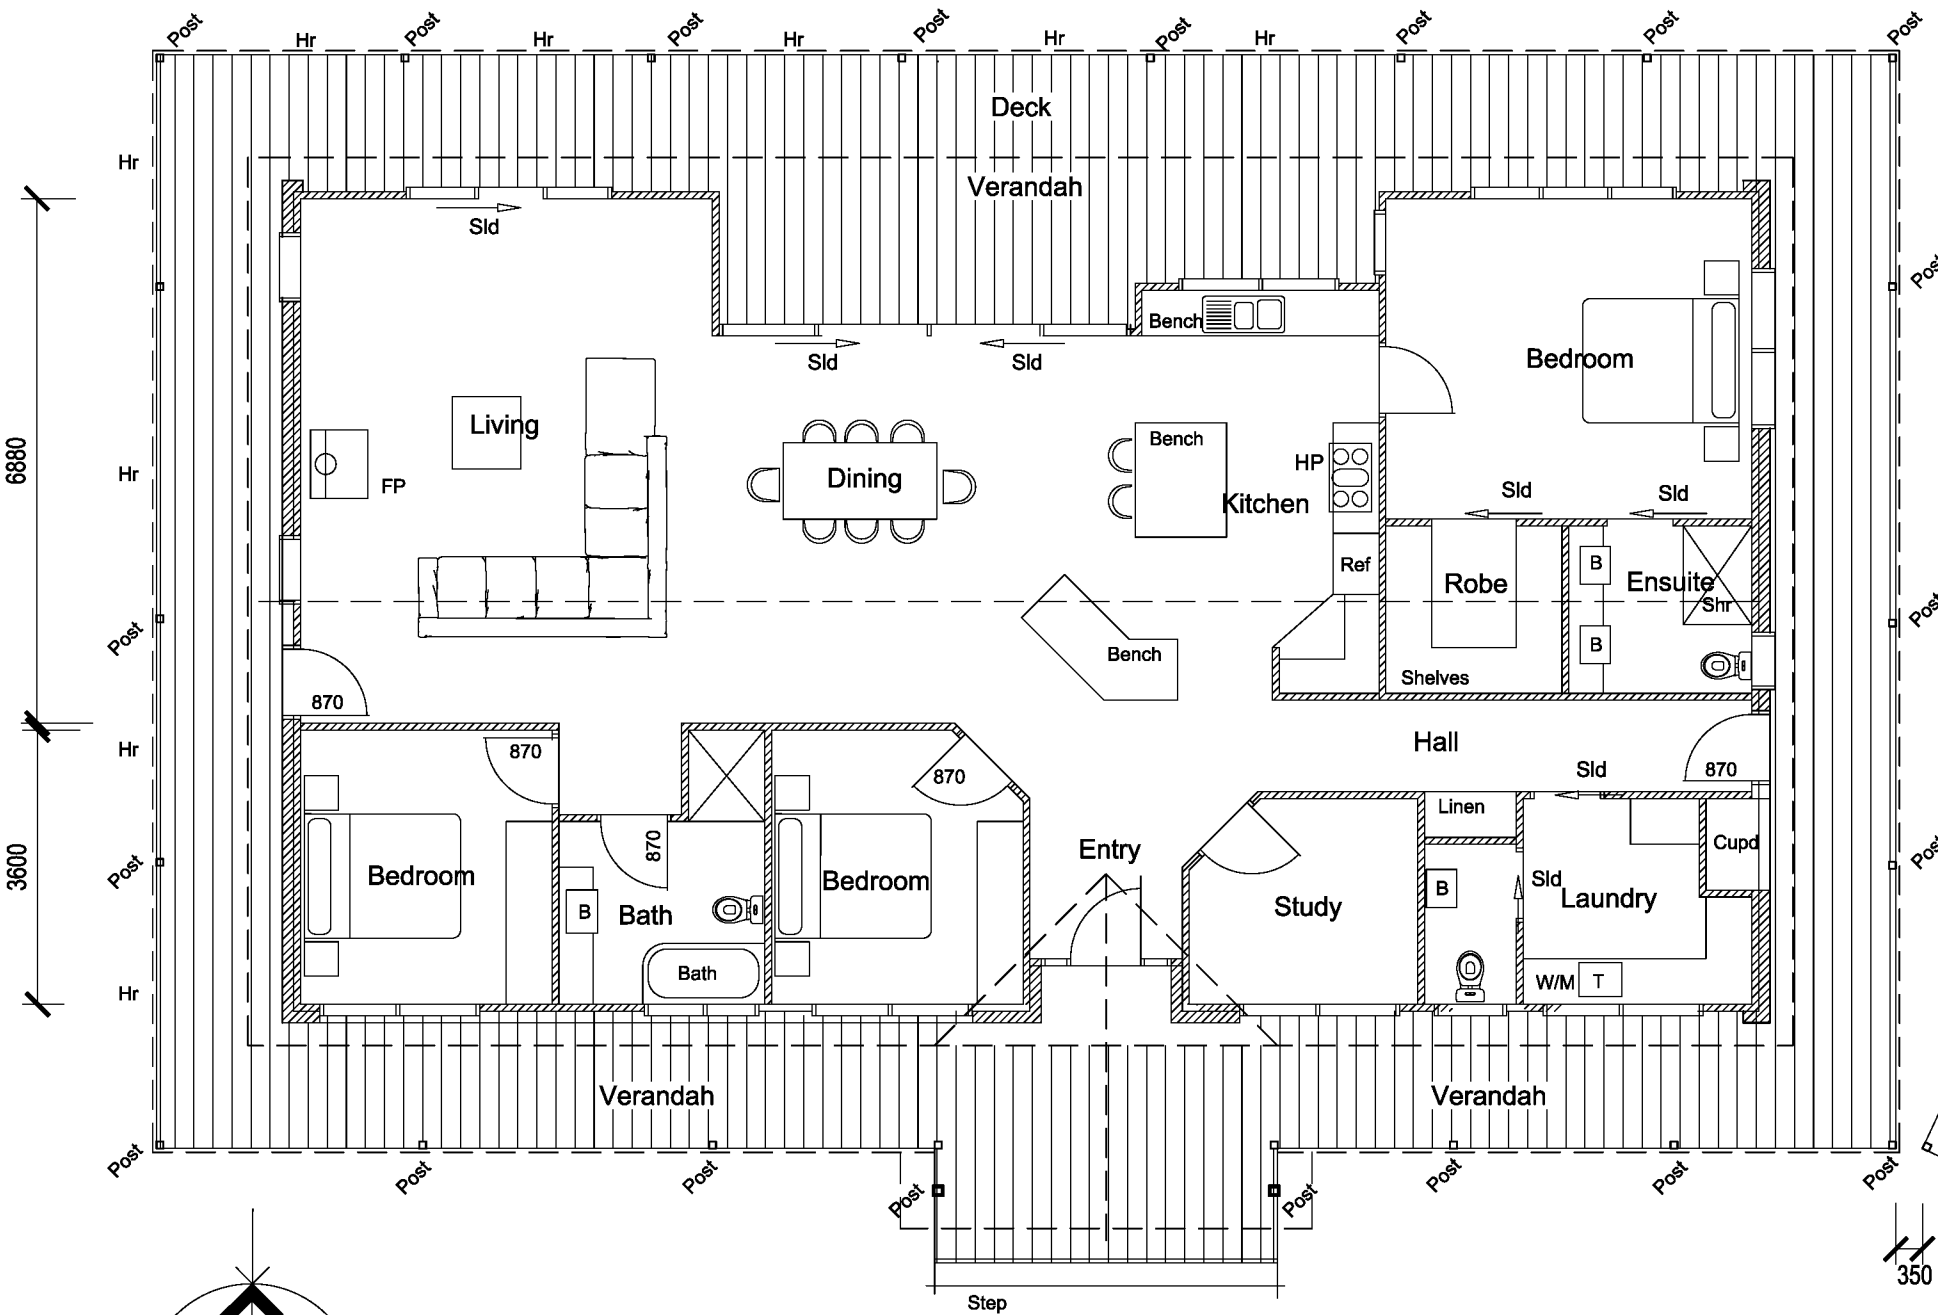 Post
Post
Post
Post
Post
Post
Post
Post
Hr
Hr
Hr
Hr
Hr
Deck
Hr
Verandah
Sld
Post
Bench
Sld
Sld
Bedroom
Living
Bench
6880
Hr
FP
Dining
HP
Kitchen
Sld
Sld
Ref
B
Robe
Ensuite
Shr
Post
Post
B
Bench
Shelves
870
Hr
870
870
Hall
Sld
870
Linen
870
Cupd
3600
Post
Entry
Post
Bedroom
Bedroom
B
Sld
Laundry
B
Bath
Study
Bath
W/M
T
Hr
Verandah
Verandah
Post
Post
Post
Post
Post
Post
Post
Post
350
Step